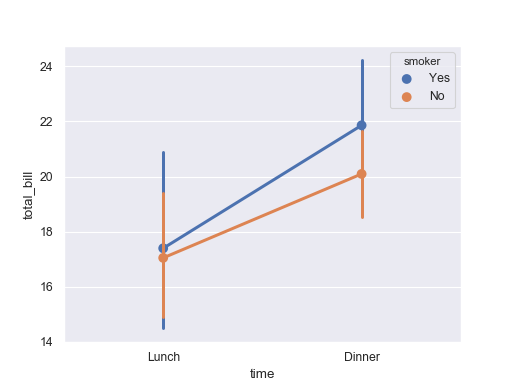 smoker
Yes
No
24
22
20
18
16
14
total_bill
Lunch
Dinner
time